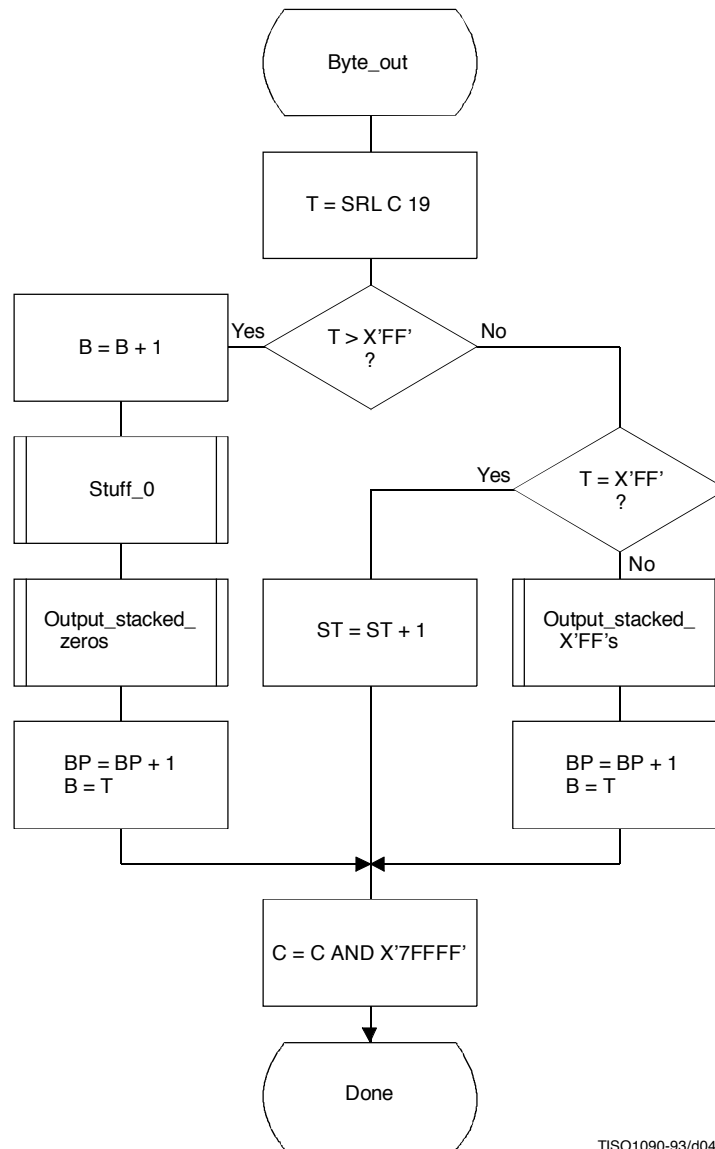 Byte_out
T = SRL C 19
T > X'FF'
?
Yes
No
B = B + 1
Stuff_0
Output_stacked_
zeros
BP = BP + 1
B = T
T = X'FF'
?
Yes
No
ST = ST + 1
Output_stacked_
X'FF's
BP = BP + 1
B = T
C = C AND X'7FFFF'
Done
TISO1090-93/d04